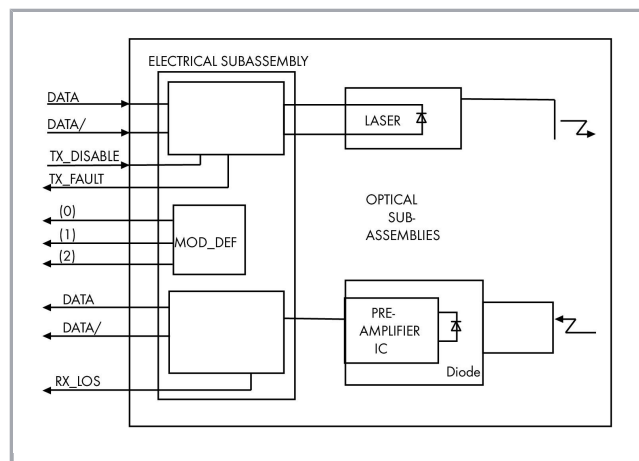 ELECTRICAL SUBASSEMBLY
DATA
DATA/
TX_DISABLE
TX_FAULT
LASER
(0)
(1)
(2)
MOD_DEF
OPTICAL
SUB-
ASSEMBLIES
DATA
DATA/
RX_LOS
PRE-
AMPLIFIER
IC
Diode